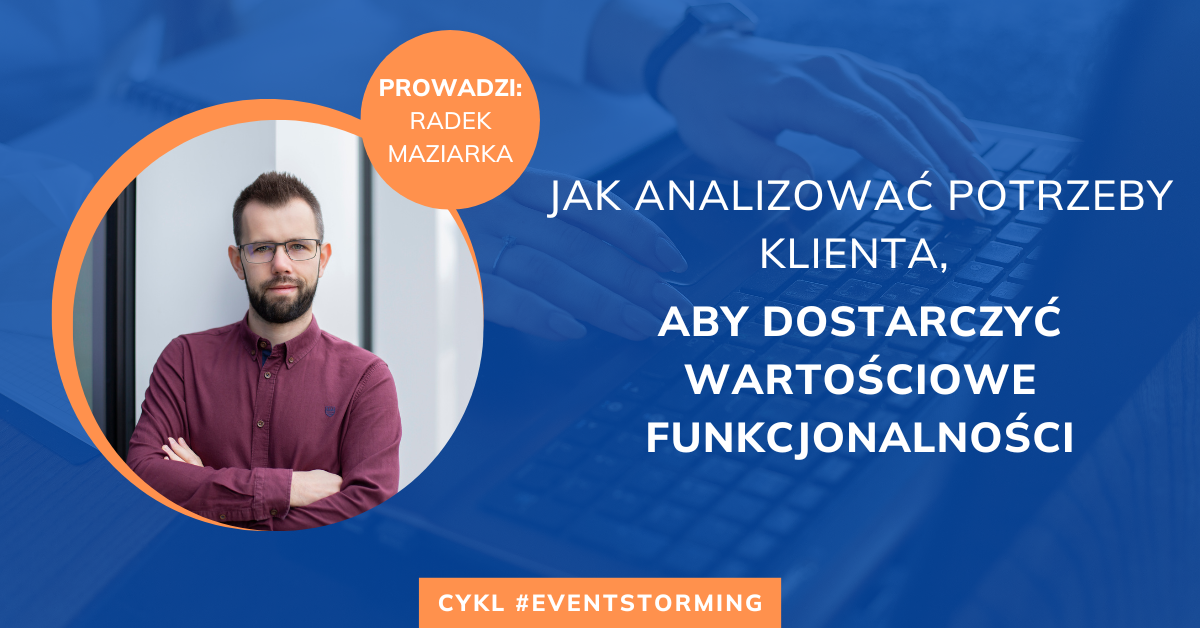 PROWADZI:
RADEK
MAZIARKA
JAK ANALIZOWAĆ POTRZEBY
KLIENTA,
ABY DOSTARCZYĆ
WARTOŚCIOWE
FUNKCJONALNOŚCI
CYKL #EVENTSTORMING